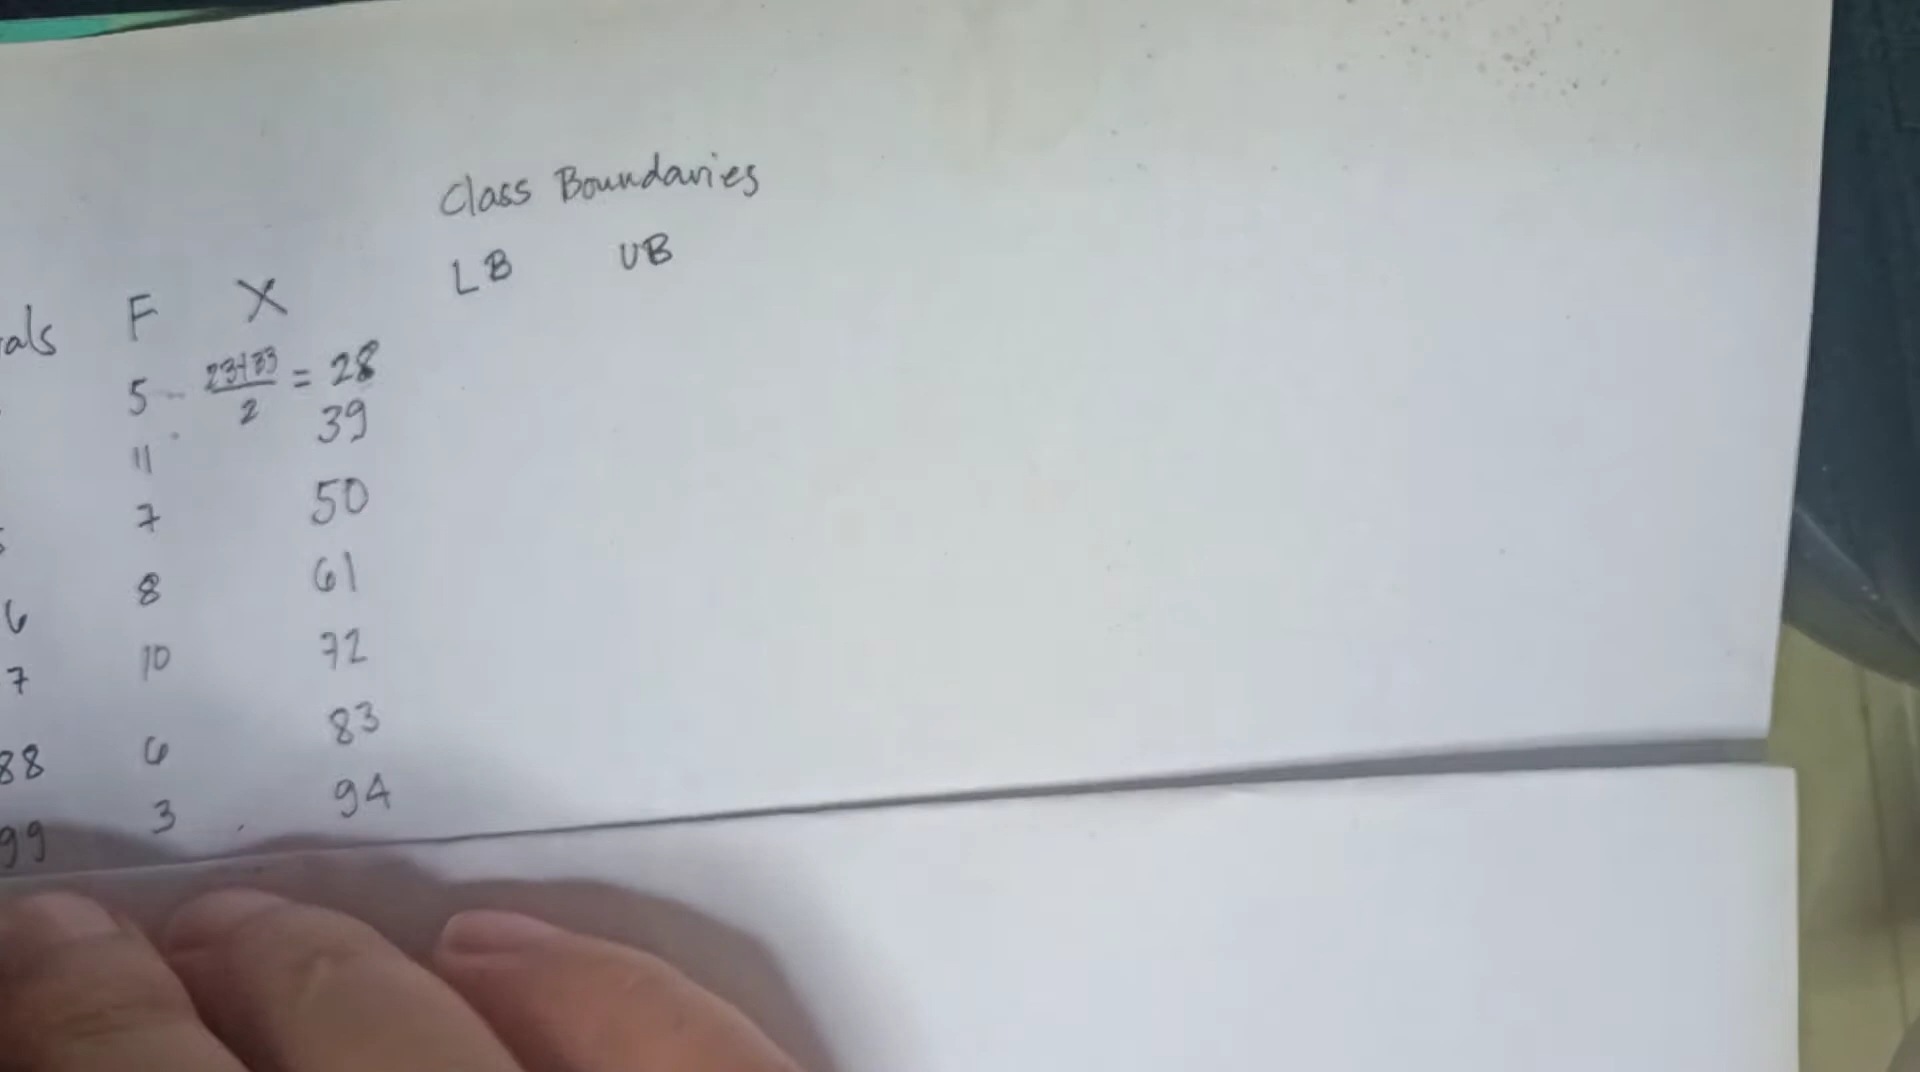 Class Boundaries
LB UB
als F X
5 23+33/2 = 28
11 39
7 50
6 8 61
7 10 72
88 6 83
99 3 94